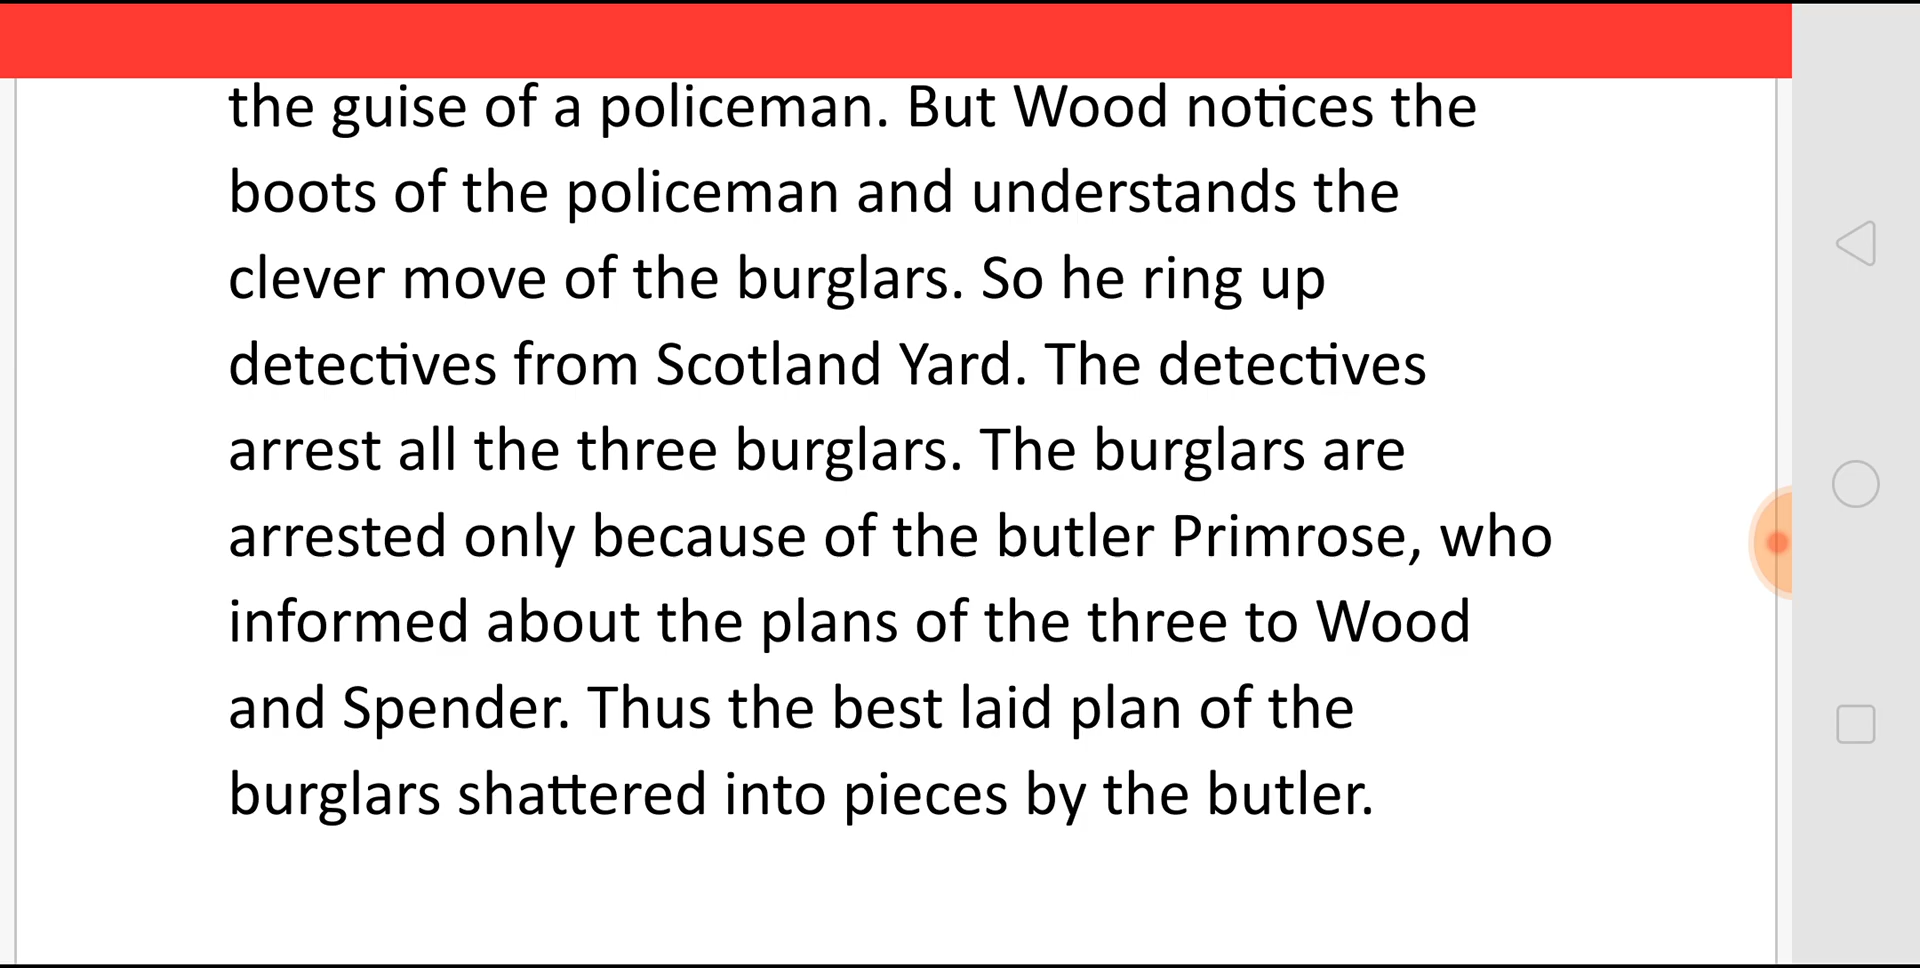 the guise of a policeman. But Wood notices the
boots of the policeman and understands the
clever move of the burglars. So he ring up
detectives from Scotland Yard. The detectives
arrest all the three burglars. The burglars are
arrested only because of the butler Primrose, who
informed about the plans of the three to Wood
and Spender. Thus the best laid plan of the
burglars shattered into pieces by the butler.